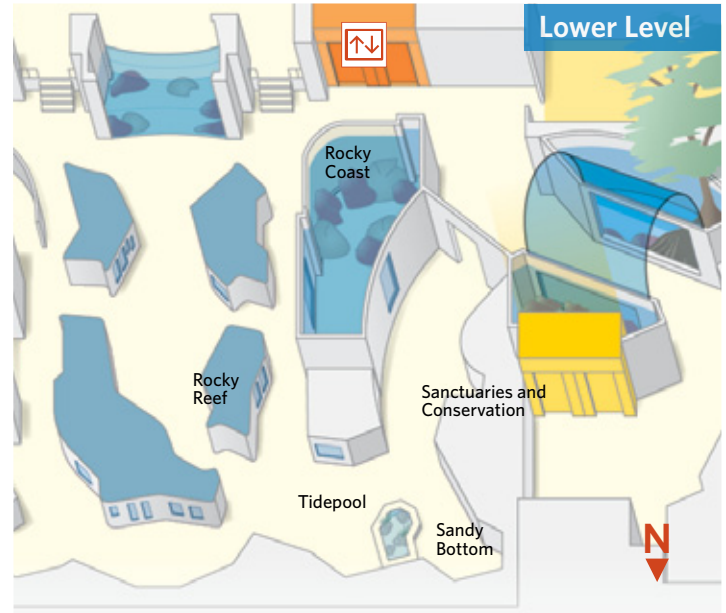 Lower Level
Rocky
Coast
Rocky
Reef
Sanctuaries and
Conservation
Tidepool
Sandy
Bottom
N